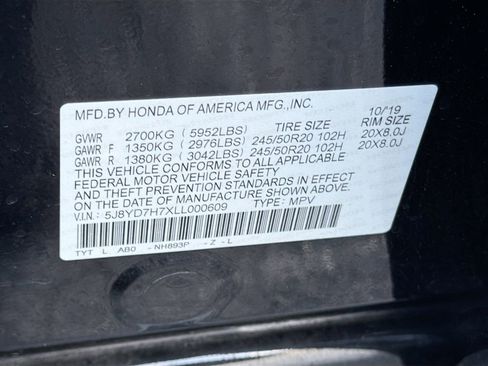 MFD.BY HONDA OF AMERICA MFG.,INC. 10/'19
GVWR 2700KG ( 5952LBS) TIRE SIZE RIM SIZE
GAWR F 1350KG ( 2976LBS) 245/50R20 102H 20X8.0J
GAWR R 1380KG ( 3042LBS) 245/50R20 102H 20X8.0J
THIS VEHICLE CONFORMS TO ALL APPLICABLE
FEDERAL MOTOR VEHICLE SAFETY
AND THEFT PREVENTION STANDARDS IN EFFECT
ON THE DATE OF MANUFACTURE SHOWN ABOVE.
V.I.N.: 5J8YD7H7XLL000609 TYPE: MPV
TYT L AB0 - NH893P - Z - L